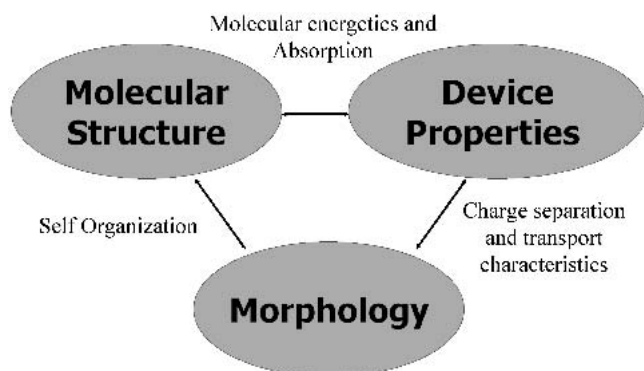 Molecular energetics and
Absorption
Molecular
Structure
Device
Properties
Self Organization
Charge separation
and transport
characteristics
Morphology